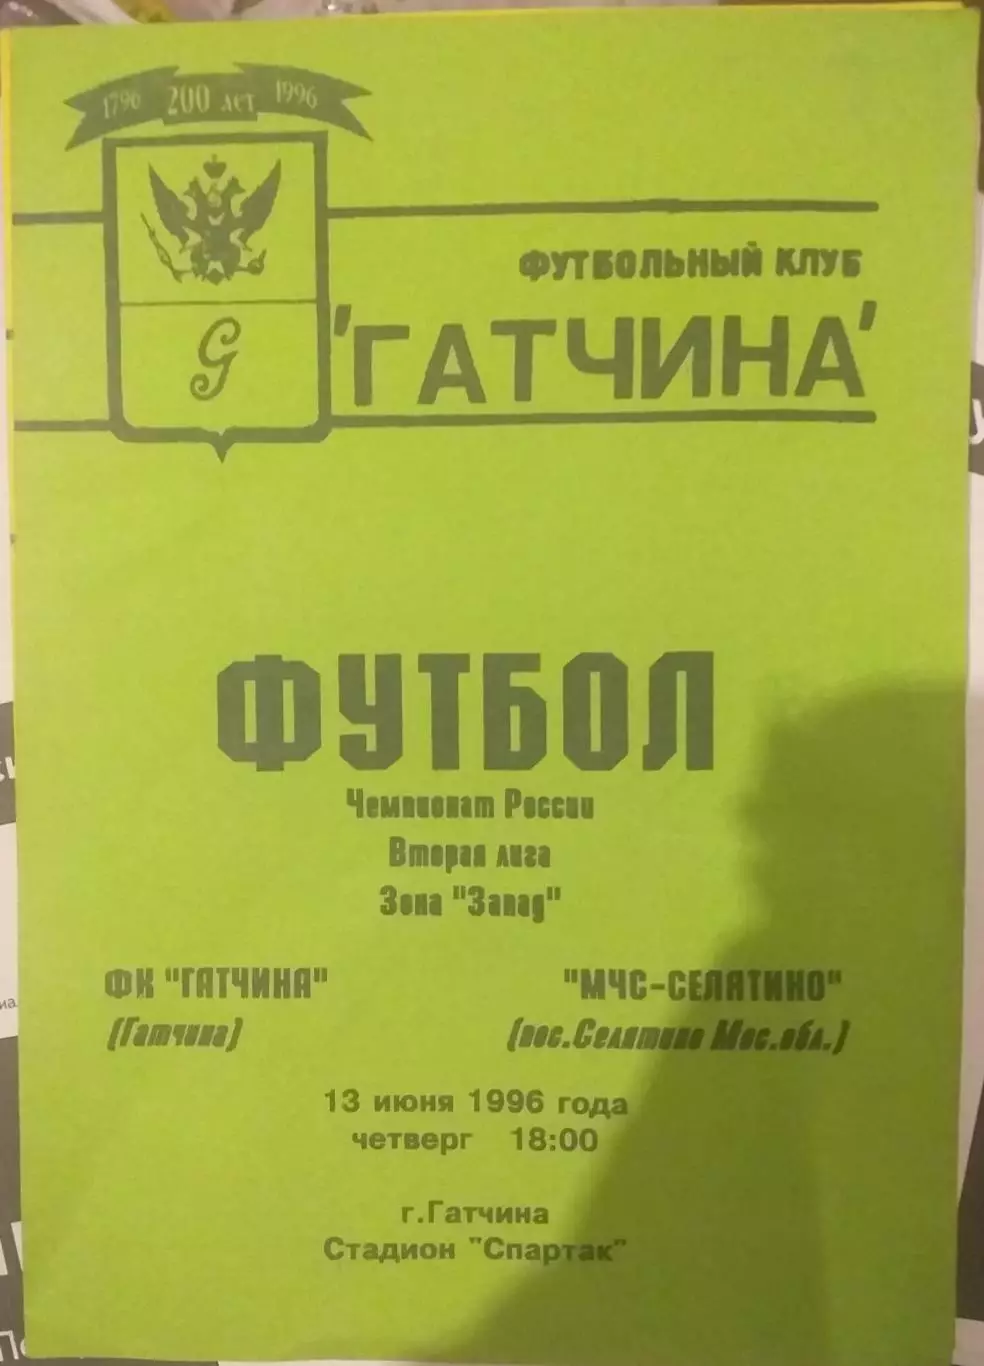 1796 200 лет 1996
ФУТБОЛЬНЫЙ КЛУБ
'ГАТЧИНА'
G
ФУТБОЛ
Чемпионат России
Вторая лига
Зона "Запад"
ФК "ГАТЧИНА" "МЧС-СЕЛЯТИНО"
(Гатчина) (пос.Селятино Мос.обл.)
13 июня 1996 года
четверг 18:00
г.Гатчина
Стадион "Спартак"